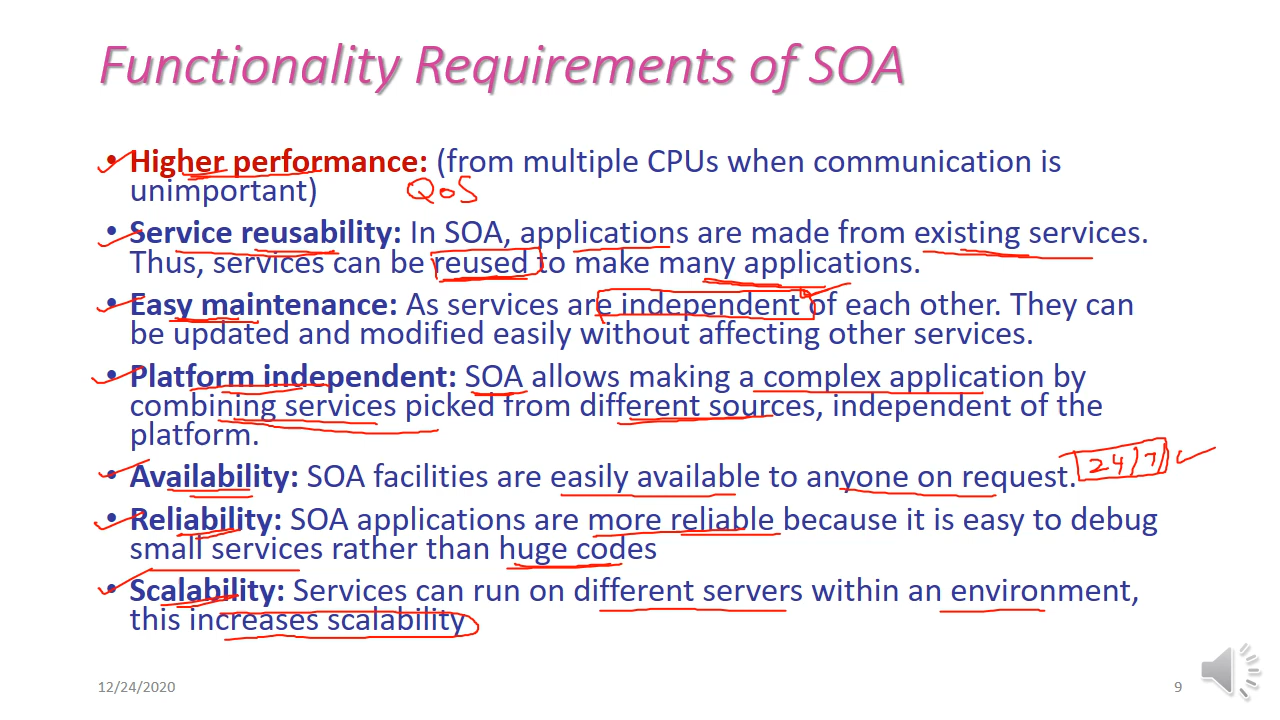 Functionality Requirements of SOA
• Higher performance: (from multiple CPUs when communication is
unimportant)
QoS
• Service reusability: In SOA, applications are made from existing services.
Thus, services can be reused to make many applications.
• Easy maintenance: As services are independent of each other. They can
be updated and modified easily without affecting other services.
• Platform independent: SOA allows making a complex application by
combining services picked from different sources, independent of the
platform.
• Availability: SOA facilities are easily available to anyone on request.
24/7
• Reliability: SOA applications are more reliable because it is easy to debug
small services rather than huge codes
• Scalability: Services can run on different servers within an environment,
this increases scalability
12/24/2020
9